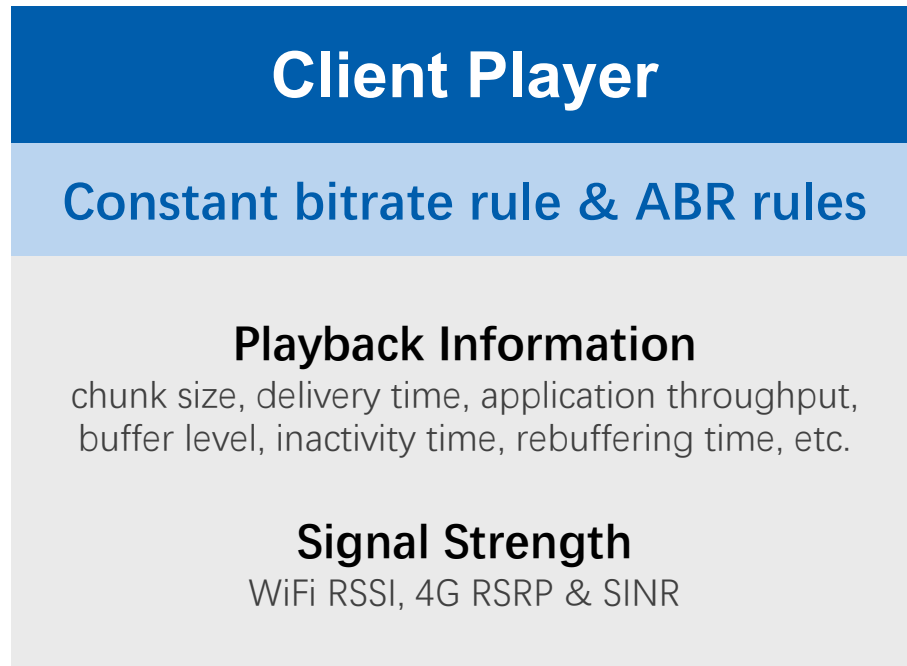 Client Player
Constant bitrate rule & ABR rules
Playback Information
chunk size, delivery time, application throughput,
buffer level, inactivity time, rebuffering time, etc.
Signal Strength
WiFi RSSI, 4G RSRP & SINR